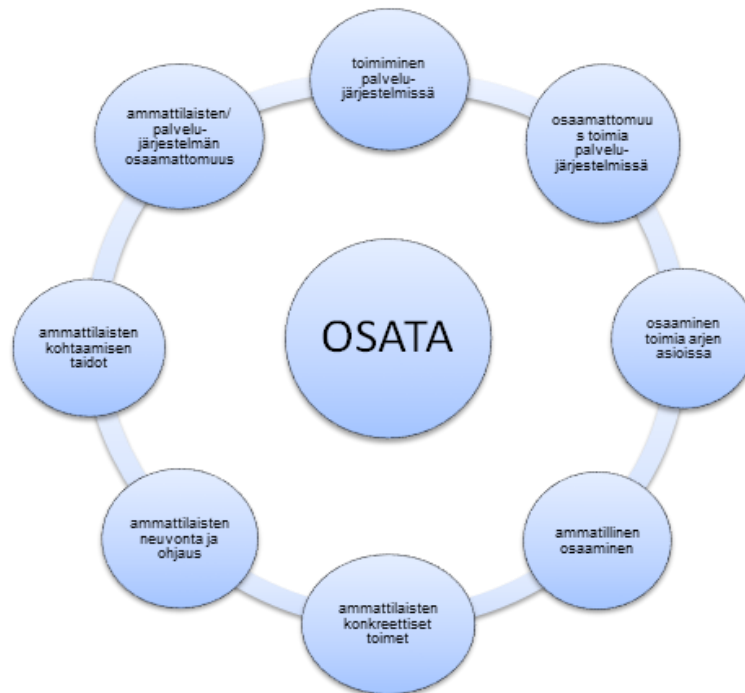 toimiminen
palvelu-
järjestelmissä
osaamattomuu
s toimia
palvelu-
järjestelmissä
osaaminen
toimia arjen
asioissa
ammatillinen
osaaminen
ammattilaisten
konkreettiset
toimet
ammattilaisten
neuvonta ja
ohjaus
ammattilaisten
kohtaamisen
taidot
ammattilaisten/
palvelu-
järjestelmän
osaamattomuus
OSATA